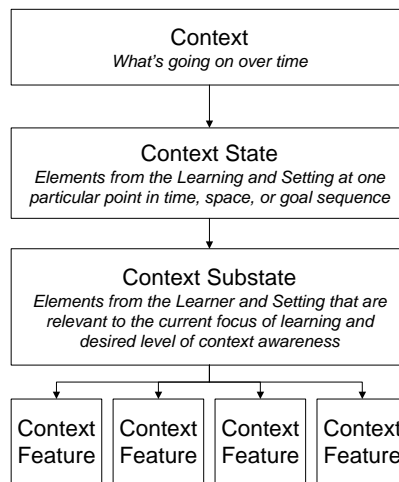 Context
What's going on over time
Context State
Elements from the Learning and Setting at one
particular point in time, space, or goal sequence
Context Substate
Elements from the Learner and Setting that are
relevant to the current focus of learning and
desired level of context awareness
Context Context Context Context
Feature Feature Feature Feature